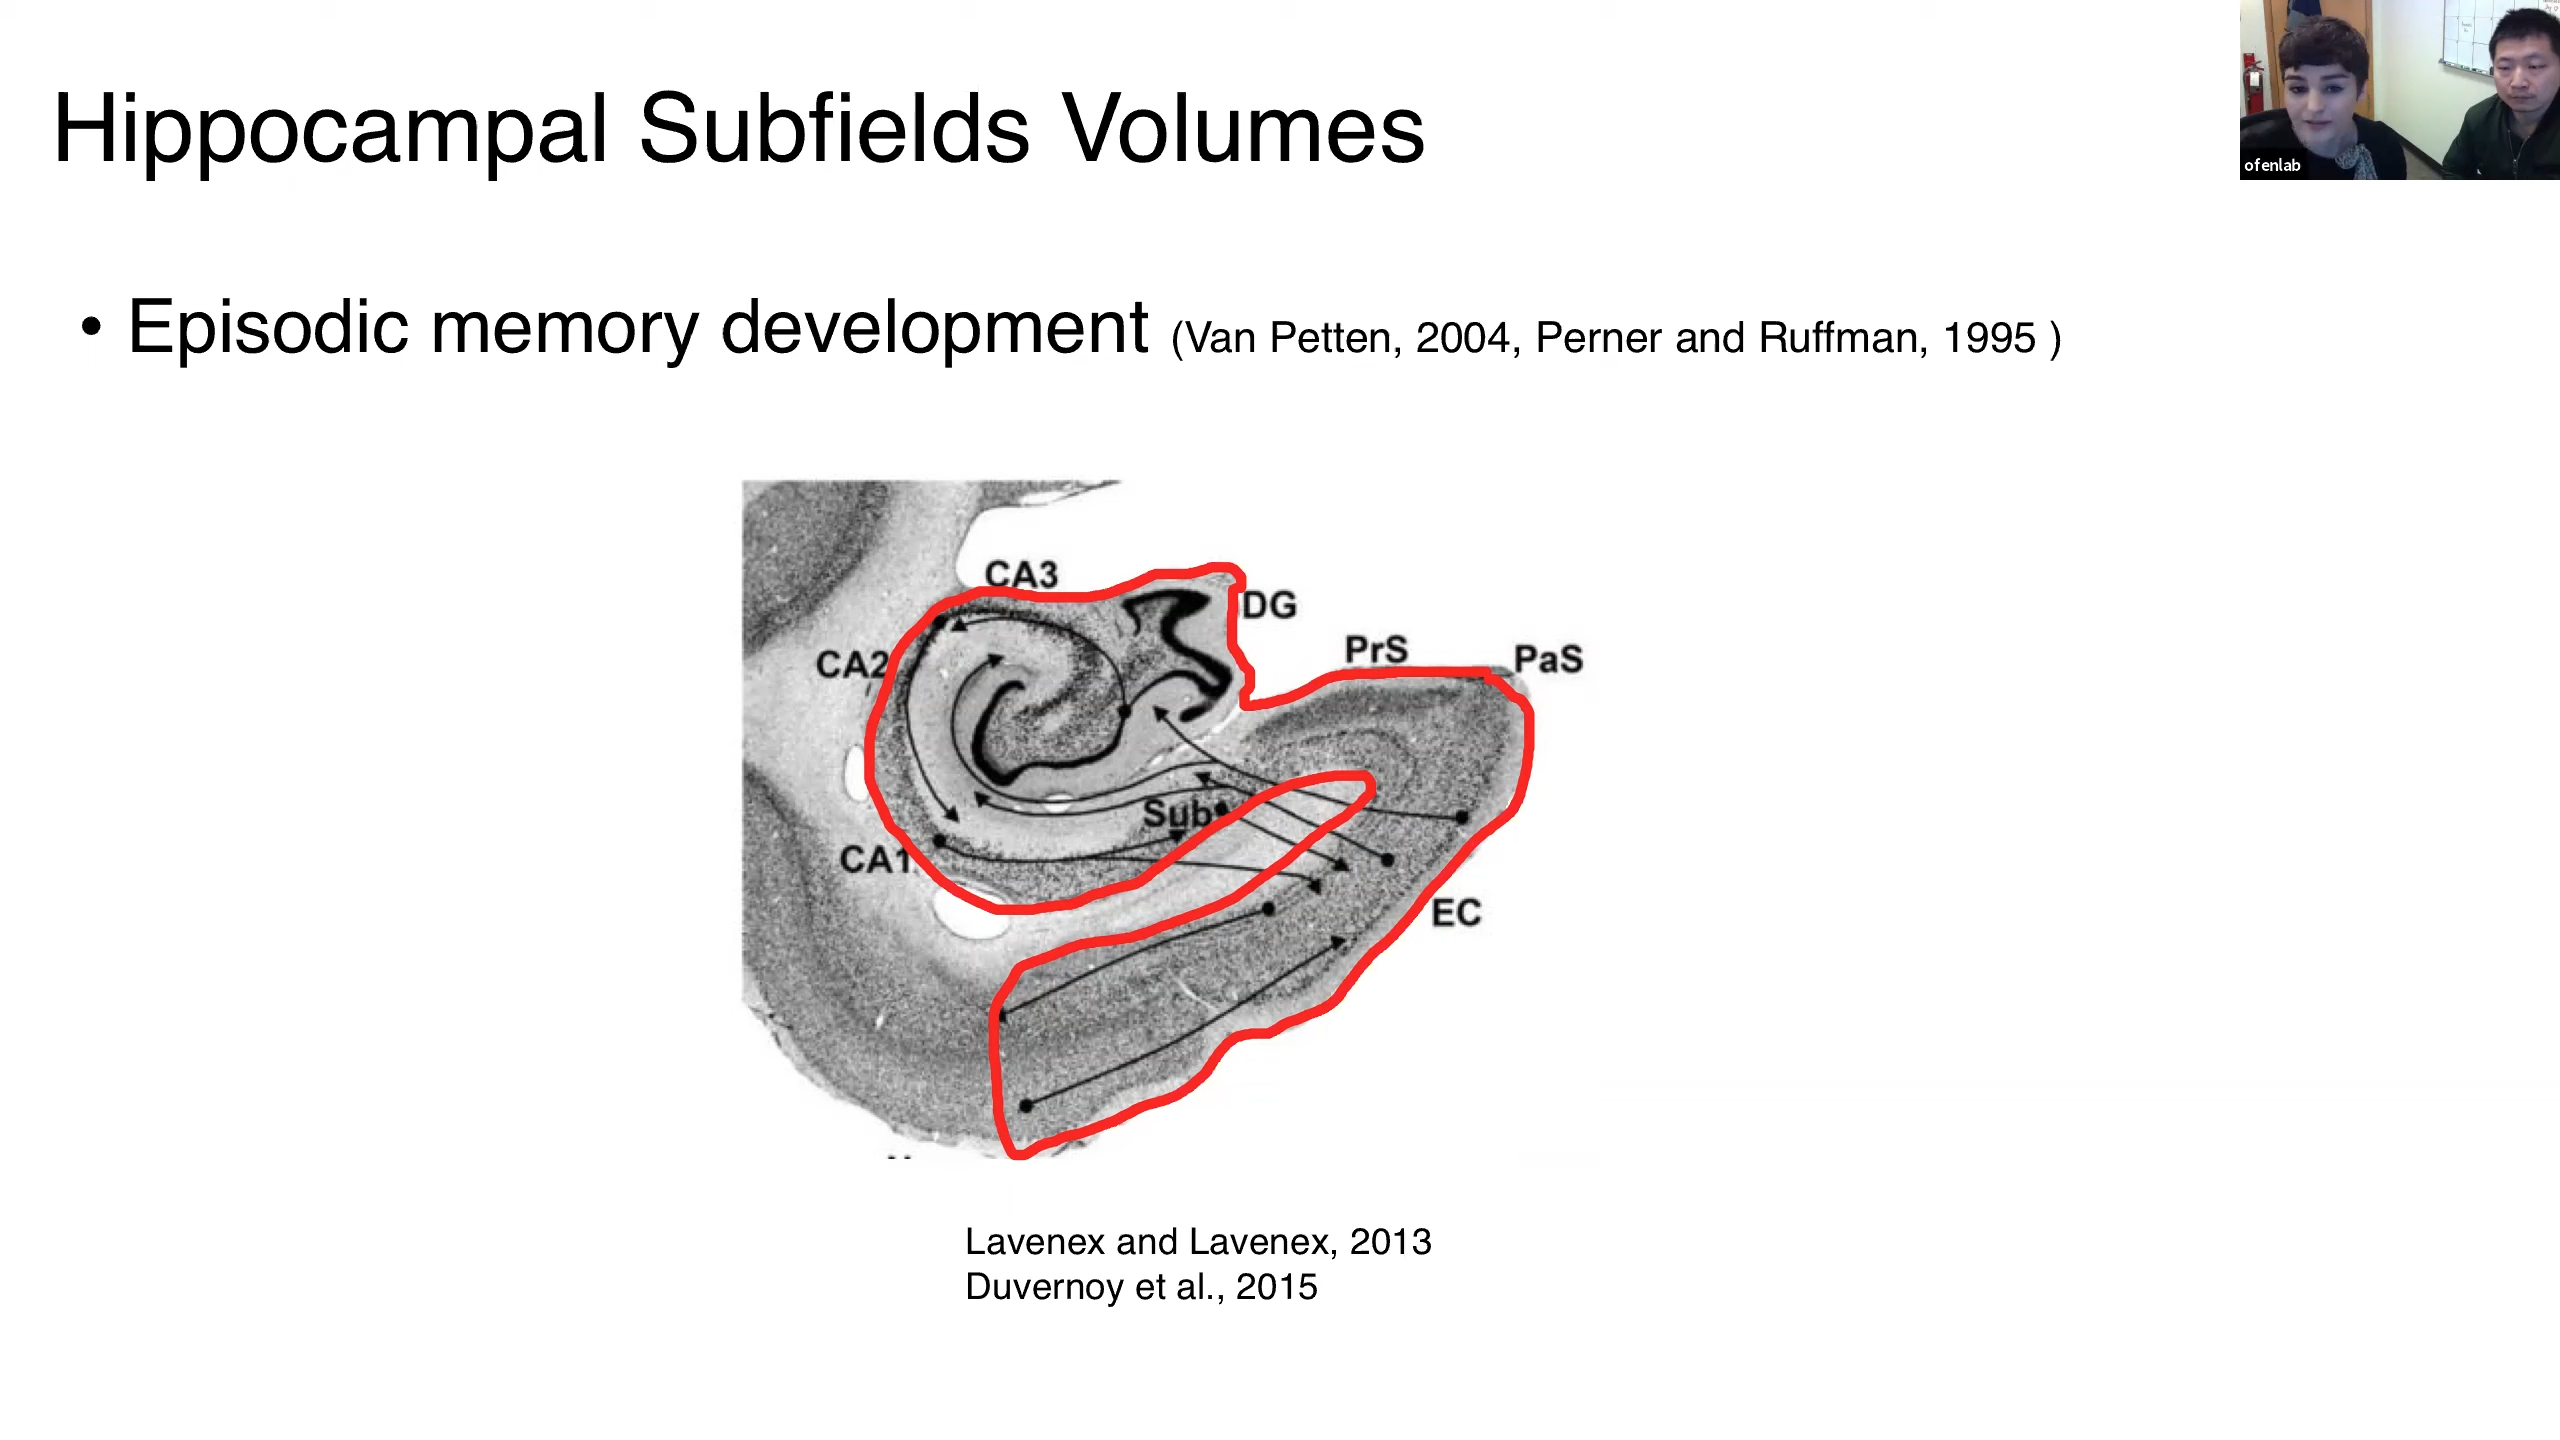 Hippocampal Subfields Volumes
ofenlab
• Episodic memory development (Van Petten, 2004, Perner and Ruffman, 1995 )
CA3
DG
CA2
PrS
PaS
Sub
CA1
EC
Lavenex and Lavenex, 2013
Duvernoy et al., 2015